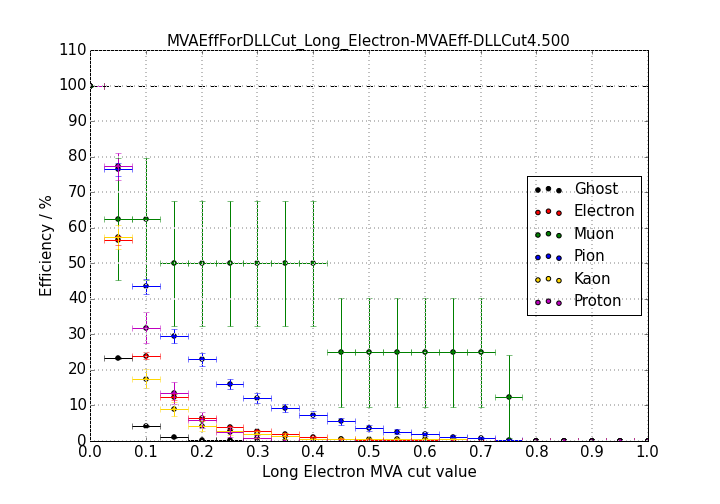 MVAEffForDLLCut_Long_Electron-MVAEff-DLLCut4.500
110
100
90
80
70
60
50
40
30
20
10
0
Efficiency / %
Ghost
Electron
Muon
Pion
Kaon
Proton
0.0 0.1 0.2 0.3 0.4 0.5 0.6 0.7 0.8 0.9 1.0
Long Electron MVA cut value